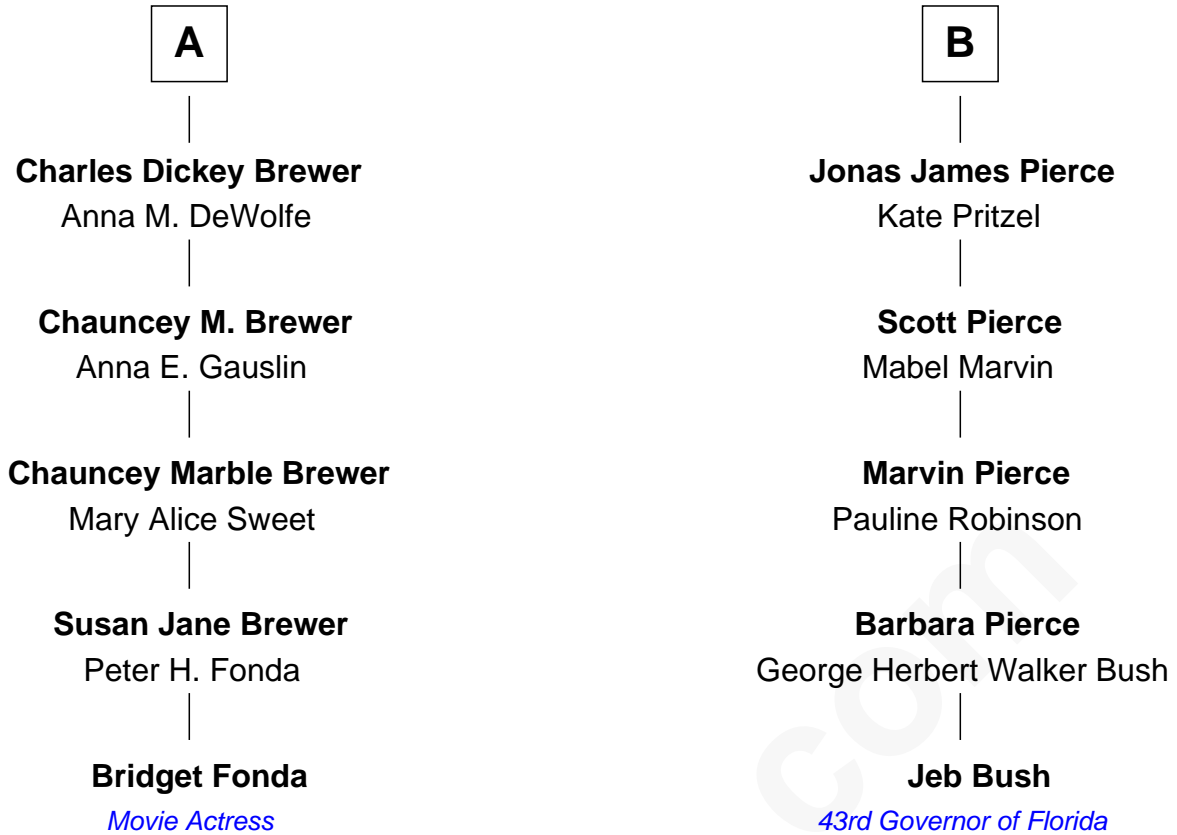 A
Charles Dickey Brewer
Anna M. DeWolfe
Chauncey M. Brewer
Anna E. Gauslin
Chauncey Marble Brewer
Mary Alice Sweet
Susan Jane Brewer
Peter H. Fonda
Bridget Fonda
Movie Actress
B
Jonas James Pierce
Kate Pritzel
Scott Pierce
Mabel Marvin
Marvin Pierce
Pauline Robinson
Barbara Pierce
George Herbert Walker Bush
Jeb Bush
43rd Governor of Florida
com